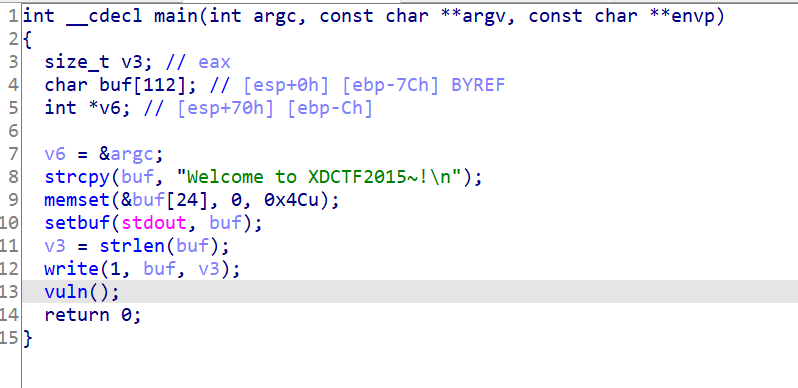 1 int __cdecl main(int argc, const char **argv, const char **envp)
2 {
3   size_t v3; // eax
4   char buf[112]; // [esp+0h] [ebp-7Ch] BYREF
5   int *v6; // [esp+70h] [ebp-Ch]
6
7   v6 = &argc;
8   strcpy(buf, "Welcome to XDCTF2015~!\n");
9   memset(&buf[24], 0, 0x4Cu);
10   setbuf(stdout, buf);
11   v3 = strlen(buf);
12   write(1, buf, v3);
13   vuln();
14   return 0;
15 }